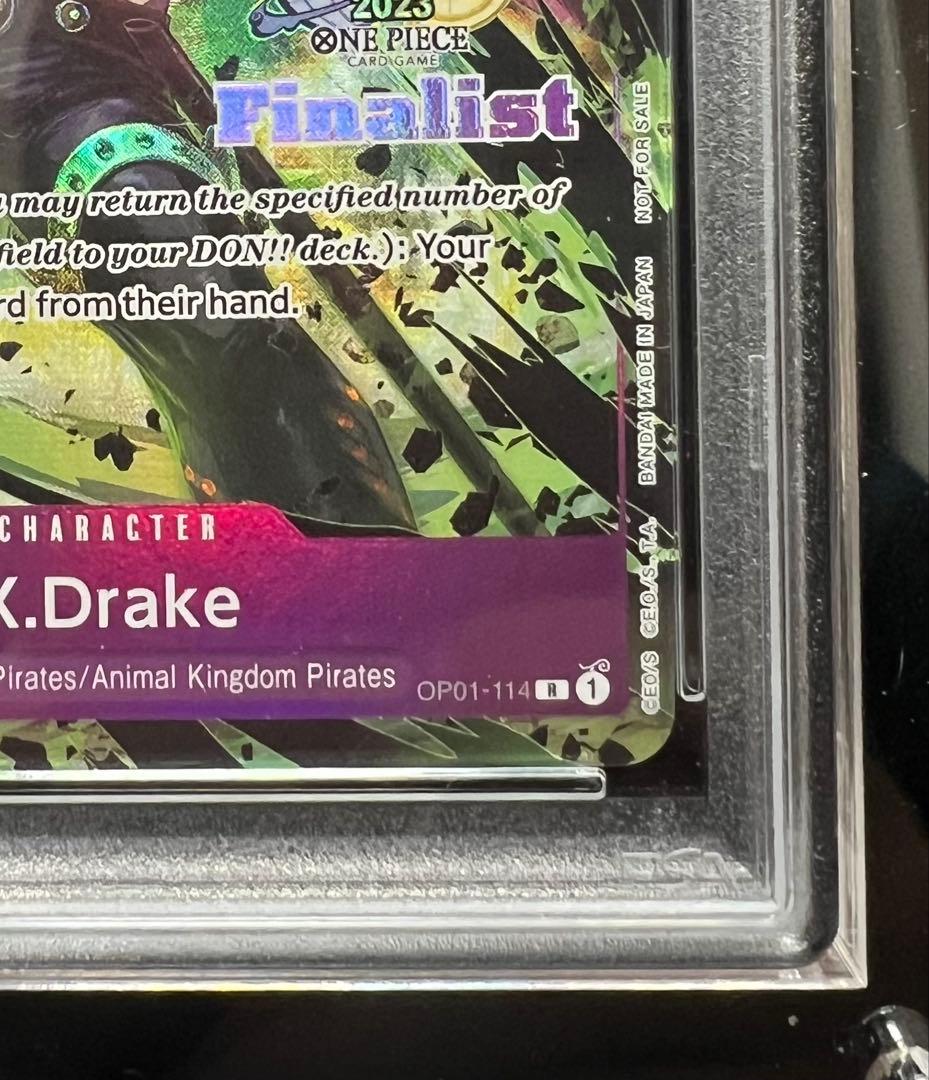 2023
ONE PIECE
CARD GAME
Finalist
may return the specified number of
field to your DON!! deck.): Your
rd from their hand.
CHARACTER
X.Drake
Pirates/Animal Kingdom Pirates
OP01-114 R 1
©E.O./S ©E.O./S., T.A. BANDAI MADE IN JAPAN NOT FOR SALE